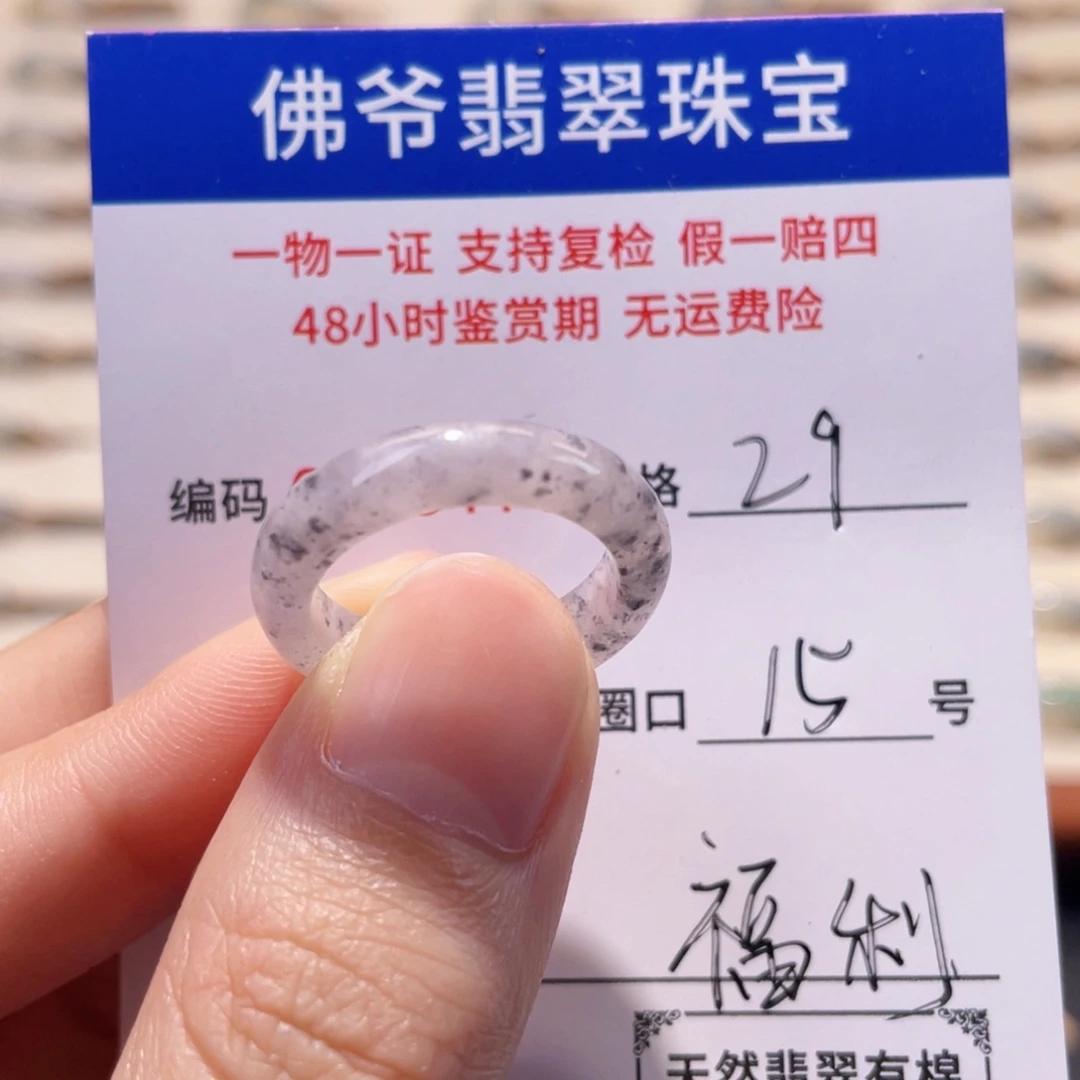 佛爷翡翠珠宝
一物一证 支持复检 假一赔四
48小时鉴赏期 无运费险
编码
格 29
圈口 15 号
福利
天然翡翠有棉